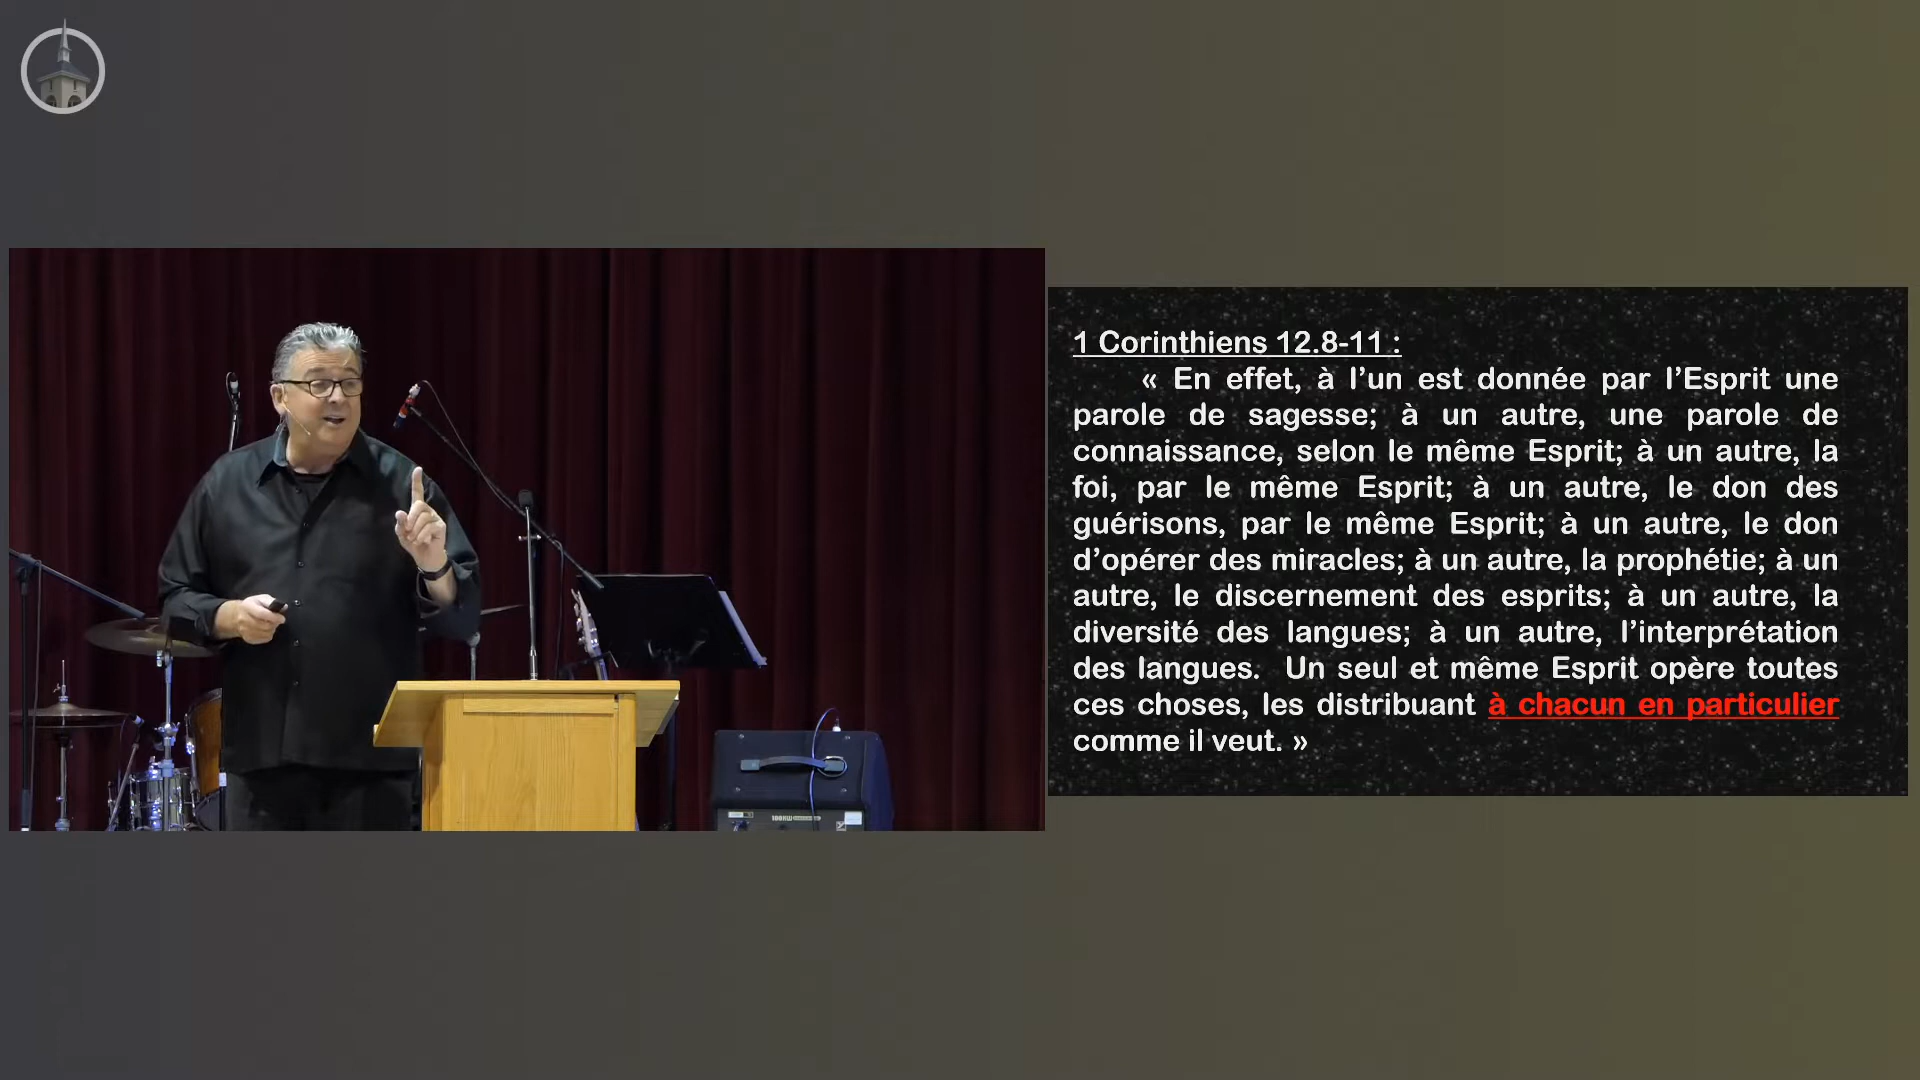 1 Corinthiens 12.8-11 :
« En effet, à l’un est donnée par l’Esprit une
parole de sagesse; à un autre, une parole de
connaissance, selon le même Esprit; à un autre, la
foi, par le même Esprit; à un autre, le don des
guérisons, par le même Esprit; à un autre, le don
d’opérer des miracles; à un autre, la prophétie; à un
autre, le discernement des esprits; à un autre, la
diversité des langues; à un autre, l’interprétation
des langues. Un seul et même Esprit opère toutes
ces choses, les distribuant à chacun en particulier
comme il veut. »